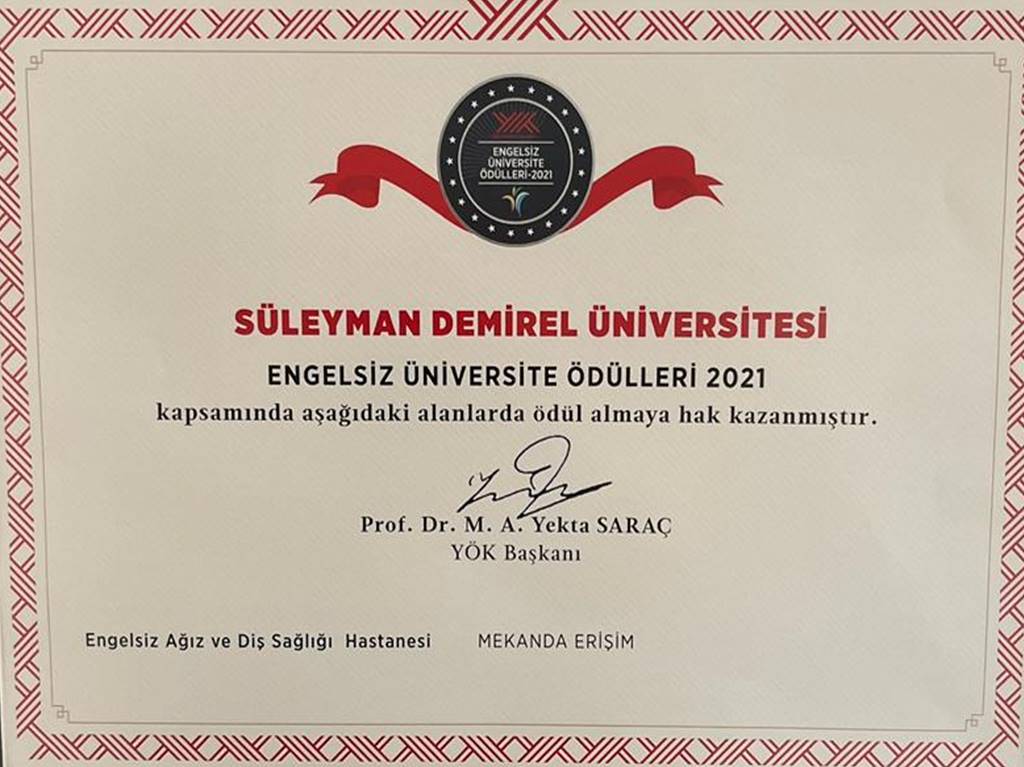 ENGELSİZ
ÜNİVERSİTE
ÖDÜLLERİ-2021
SÜLEYMAN DEMİREL ÜNİVERSİTESİ
ENGELSİZ ÜNİVERSİTE ÖDÜLLERİ 2021
kapsamında aşağıdaki alanlarda ödül almaya hak kazanmıştır.
Prof. Dr. M. A. Yekta SARAÇ
YÖK Başkanı
Engelsiz Ağız ve Diş Sağlığı Hastanesi MEKANDA ERİŞİM